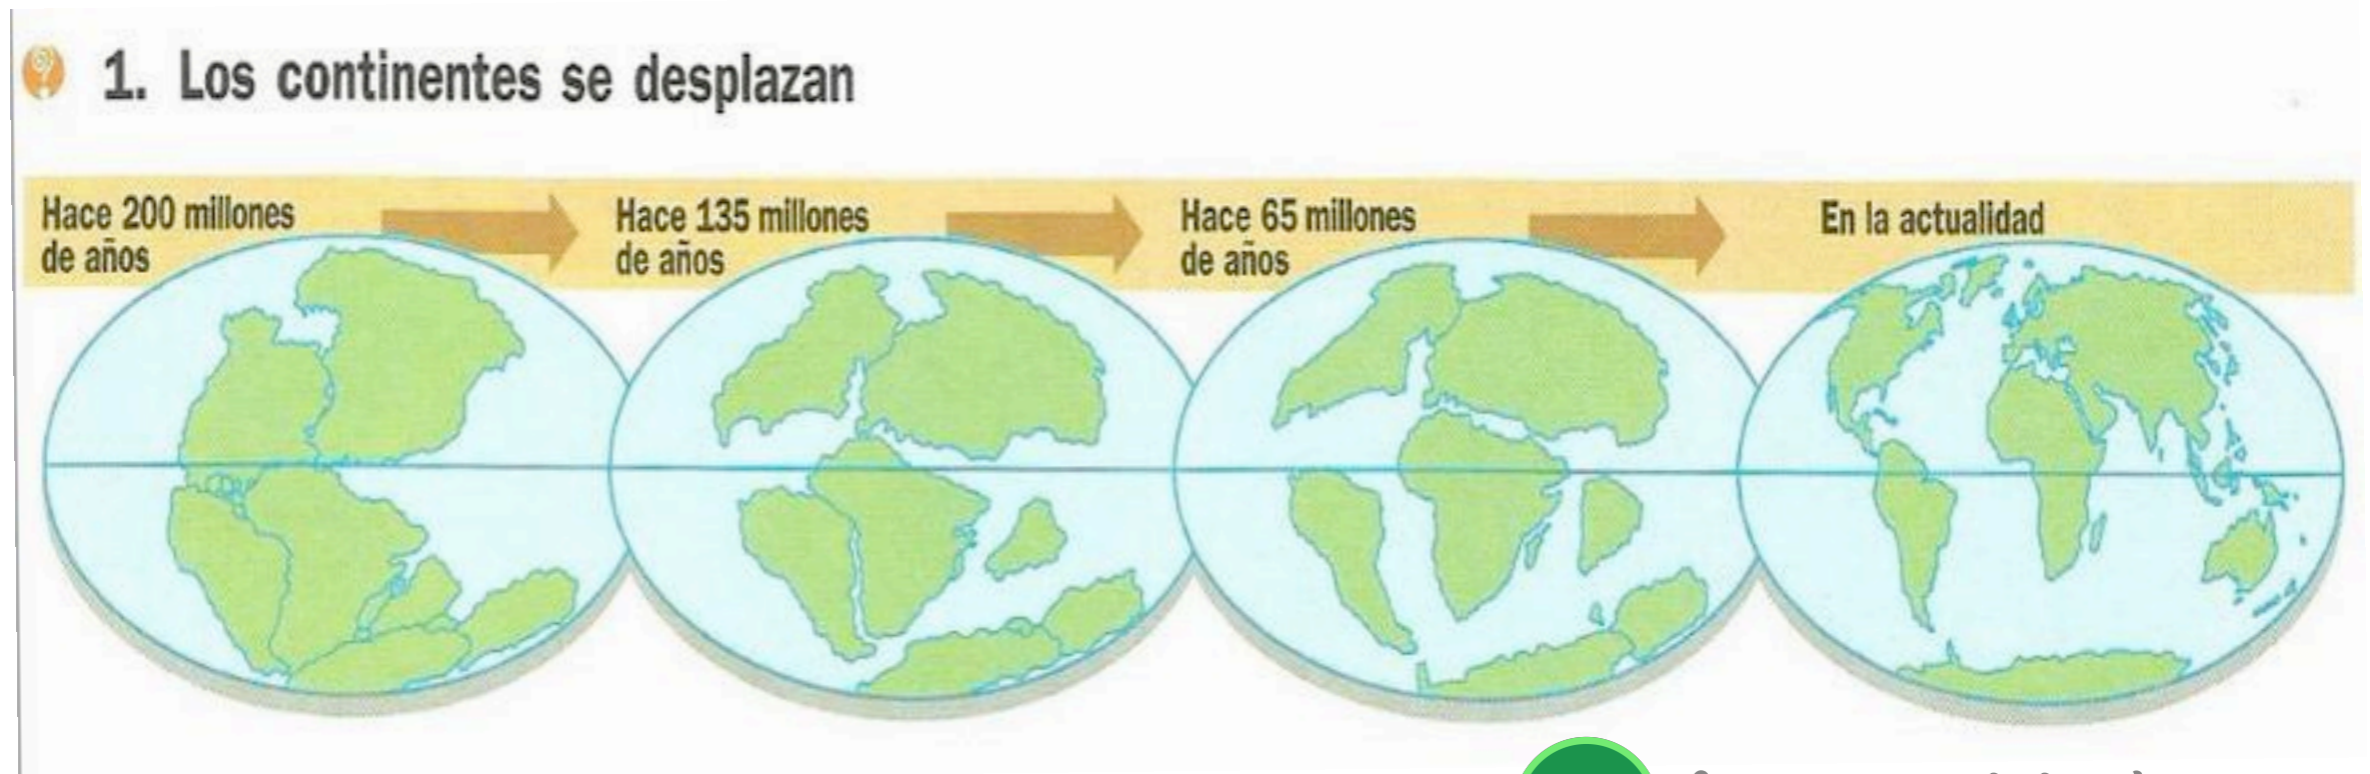 1. Los continentes se desplazan
Hace 200 millones
de años
Hace 135 millones
de años
Hace 65 millones
de años
En la actualidad